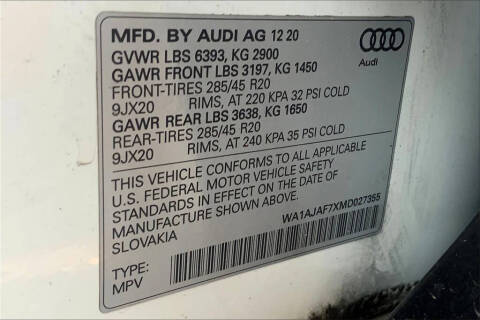 MFD. BY AUDI AG 12 20
GVWR LBS 6393, KG 2900
GAWR FRONT LBS 3197, KG 1450
FRONT-TIRES 285/45 R20
9JX20 RIMS, AT 220 KPA 32 PSI COLD
GAWR REAR LBS 3638, KG 1650
REAR-TIRES 285/45 R20
9JX20 RIMS, AT 240 KPA 35 PSI COLD
Audi
THIS VEHICLE CONFORMS TO ALL APPLICABLE
U.S. FEDERAL MOTOR VEHICLE SAFETY
STANDARDS IN EFFECT ON THE DATE OF
MANUFACTURE SHOWN ABOVE.
SLOVAKIA
WA1AJAF7XMD027355
TYPE:
MPV